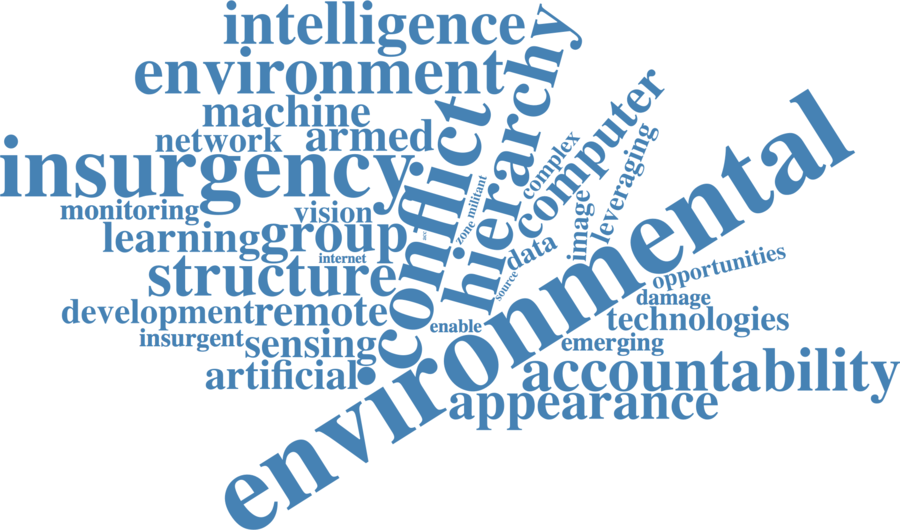 intelligence
environment
machine
network
armed
insurgency
monitoring
vision
learning
group
internet
structure
development
remote
insurgent
sensing
artificial
conflict
hierarchy
zone
militant
complex
computer
source
data
image
leveraging
environmental
opportunities
damage
enable
technologies
emerging
accountability
appearance